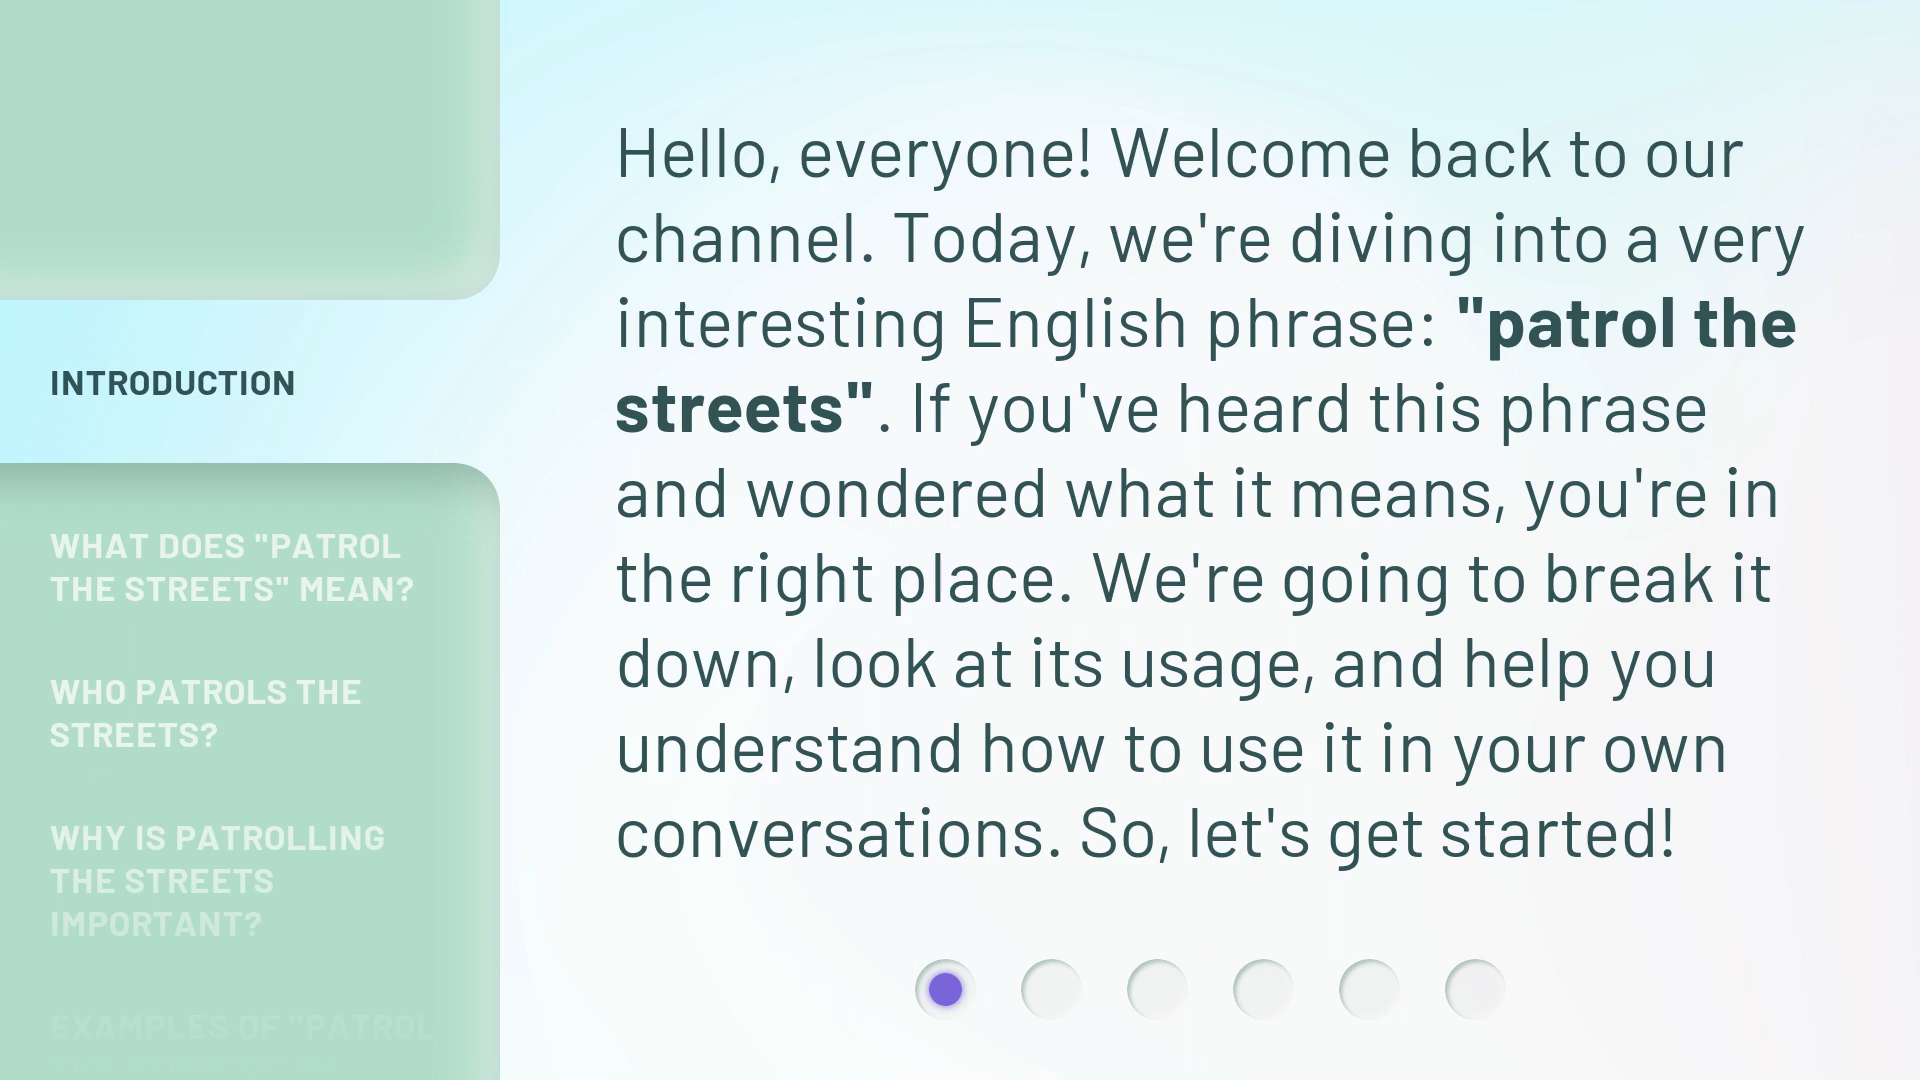 INTRODUCTION
WHAT DOES "PATROL
THE STREETS" MEAN?
WHO PATROLS THE
STREETS?
WHY IS PATROLLING
THE STREETS
IMPORTANT?
EXAMPLES OF "PATROL
Hello, everyone! Welcome back to our
channel. Today, we're diving into a very
interesting English phrase: "patrol the
streets". If you've heard this phrase
and wondered what it means, you're in
the right place. We're going to break it
down, look at its usage, and help you
understand how to use it in your own
conversations. So, let's get started!